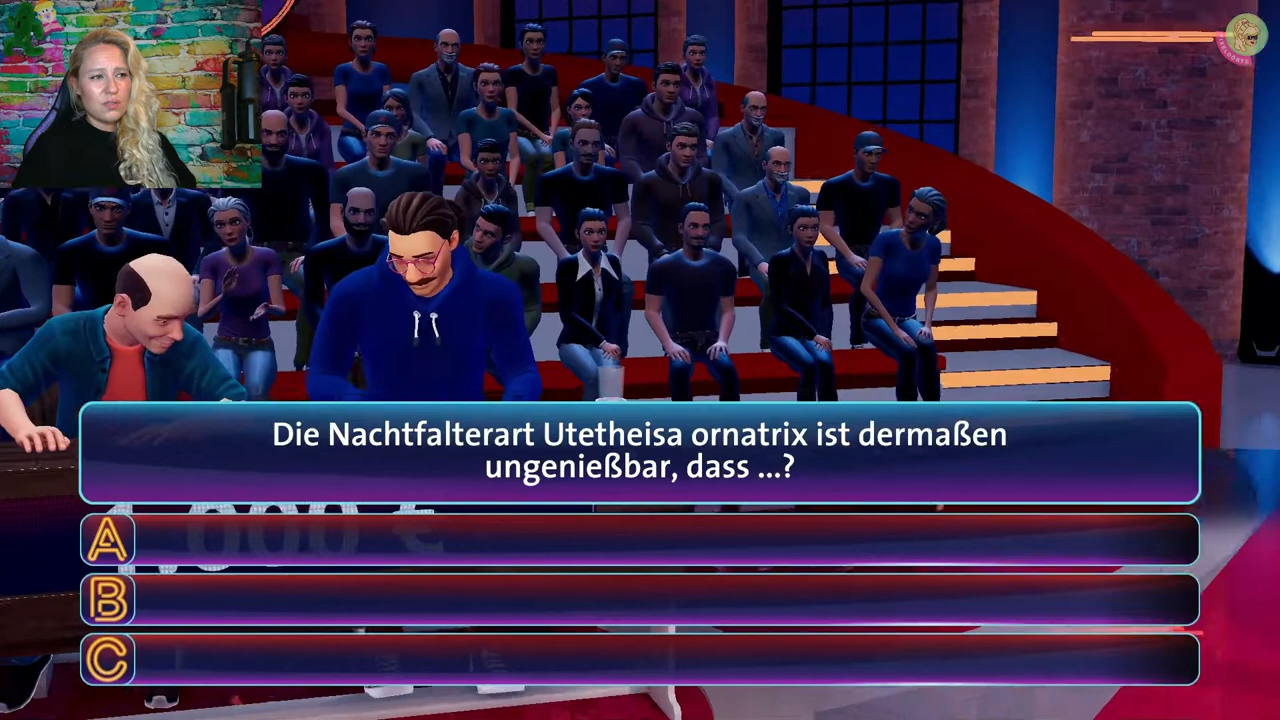 Die Nachtfalterart Utetheisa ornatrix ist dermaßen
ungenießbar, dass ...?
A
B
C